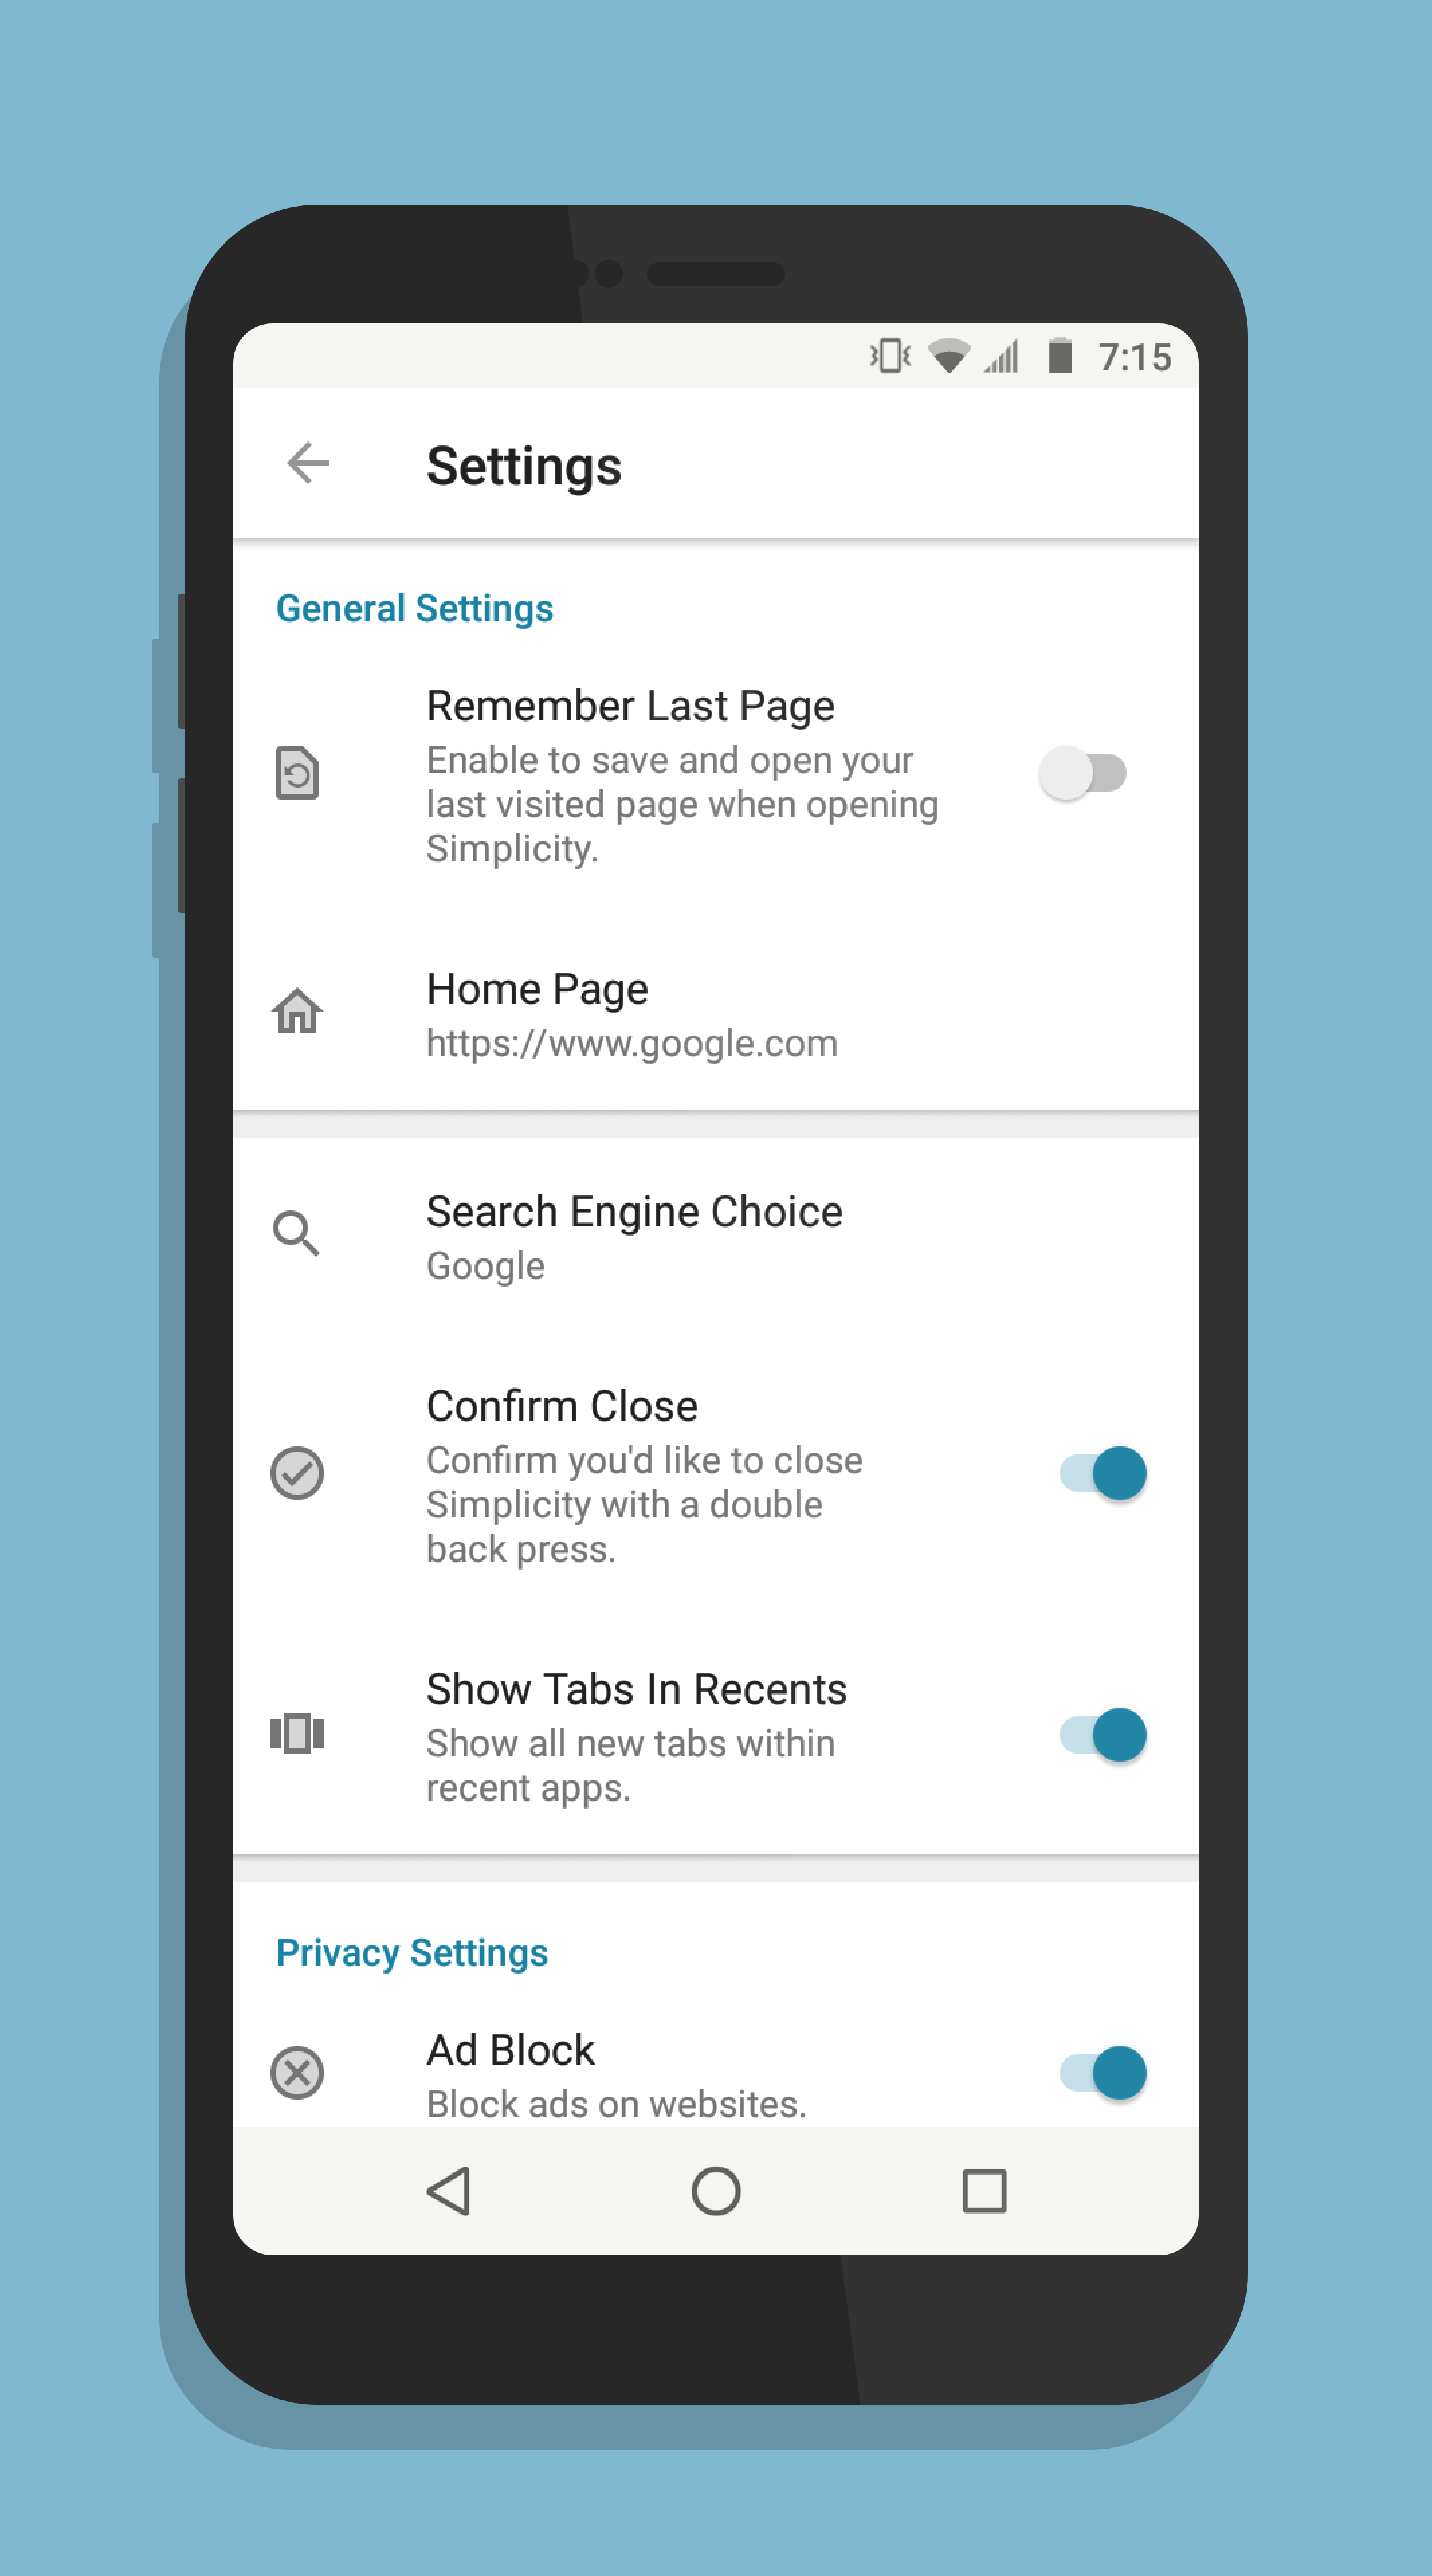 7:15
Settings
General Settings
Remember Last Page
Enable to save and open your
last visited page when opening
Simplicity.
Home Page
https://www.google.com
Search Engine Choice
Google
Confirm Close
Confirm you'd like to close
Simplicity with a double
back press.
Show Tabs In Recents
Show all new tabs within
recent apps.
Privacy Settings
Ad Block
Block ads on websites.